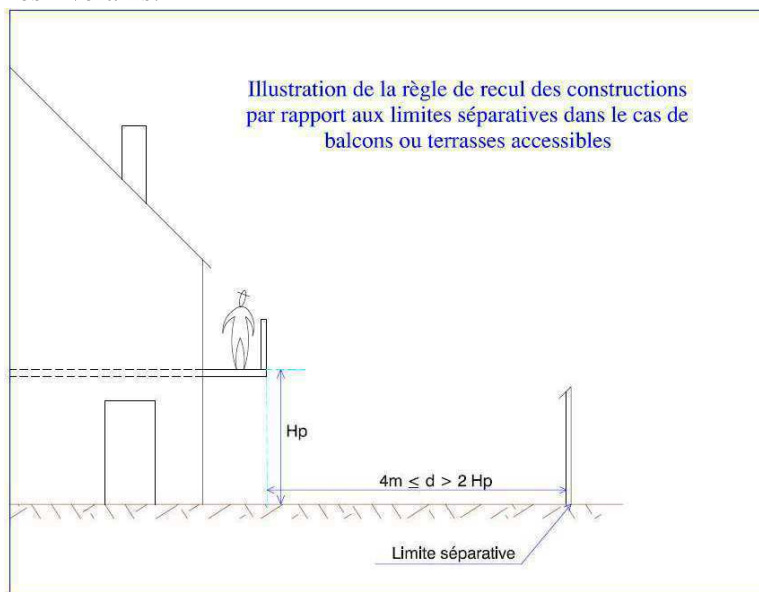 Illustration de la règle de recul des constructions
par rapport aux limites séparatives dans le cas de
balcons ou terrasses accessibles
Hp
4m ≤ d > 2 Hp
Limite séparative